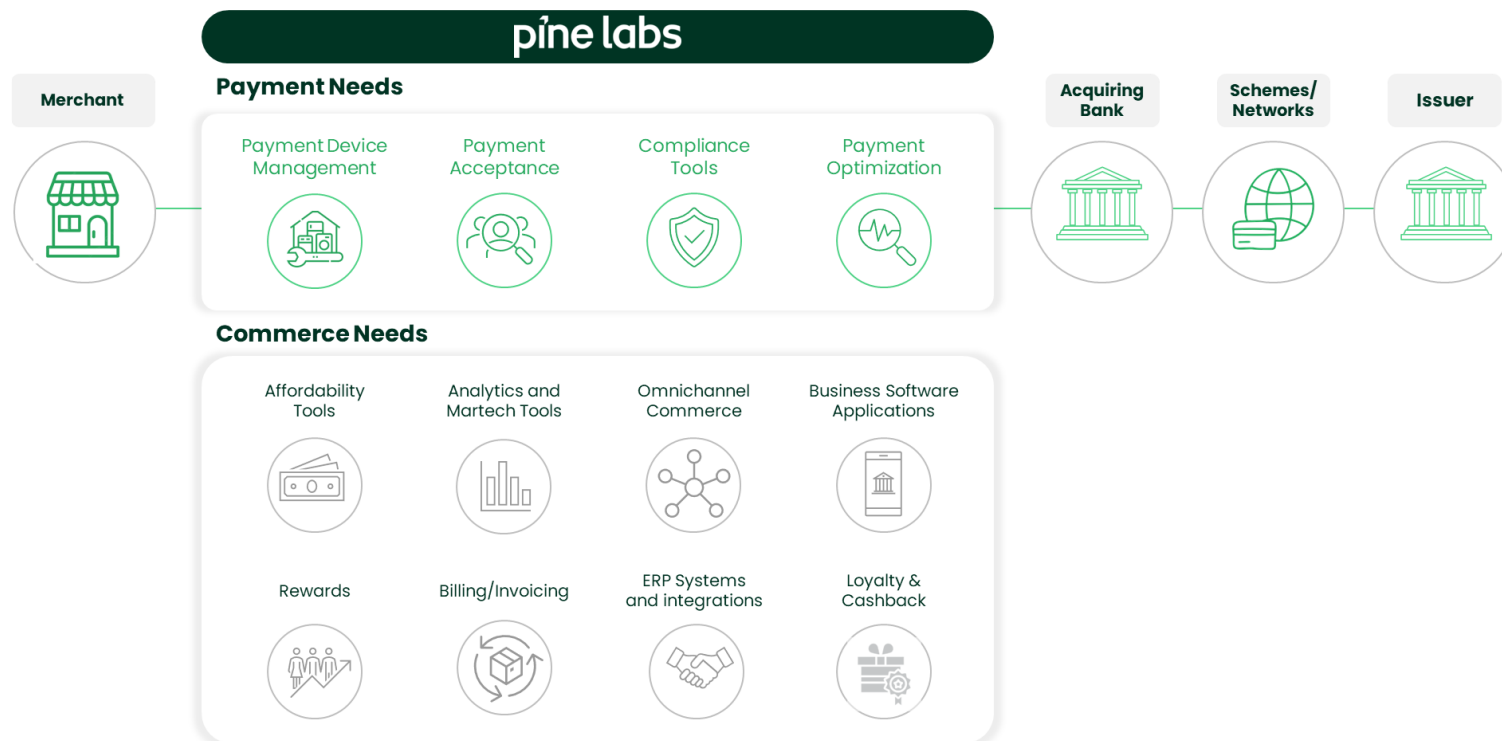 pine labs
Merchant
Payment Needs
Acquiring
Bank
Schemes/
Networks
Issuer
Payment Device
Management
Payment
Acceptance
Compliance
Tools
Payment
Optimization
Commerce Needs
Affordability
Tools
Analytics and
Martech Tools
Omnichannel
Commerce
Business Software
Applications
Rewards
Billing/Invoicing
ERP Systems
and integrations
Loyalty &
Cashback